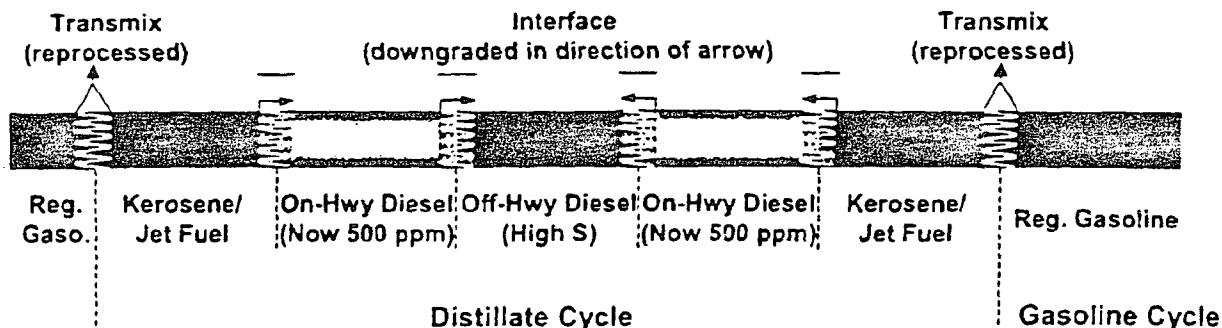 Transmix
(reprocessed)
Interface
(downgraded in direction of arrow)
Transmix
(reprocessed)
Reg.
Gaso.
Kerosene/
Jet Fuel
On-Hwy Diesel
(Now 500 ppm)
Off-Hwy Diesel
(High S)
On-Hwy Diesel
(Now 500 ppm)
Kerosene/
Jet Fuel
Reg. Gasoline
Distillate Cycle
Gasoline Cycle